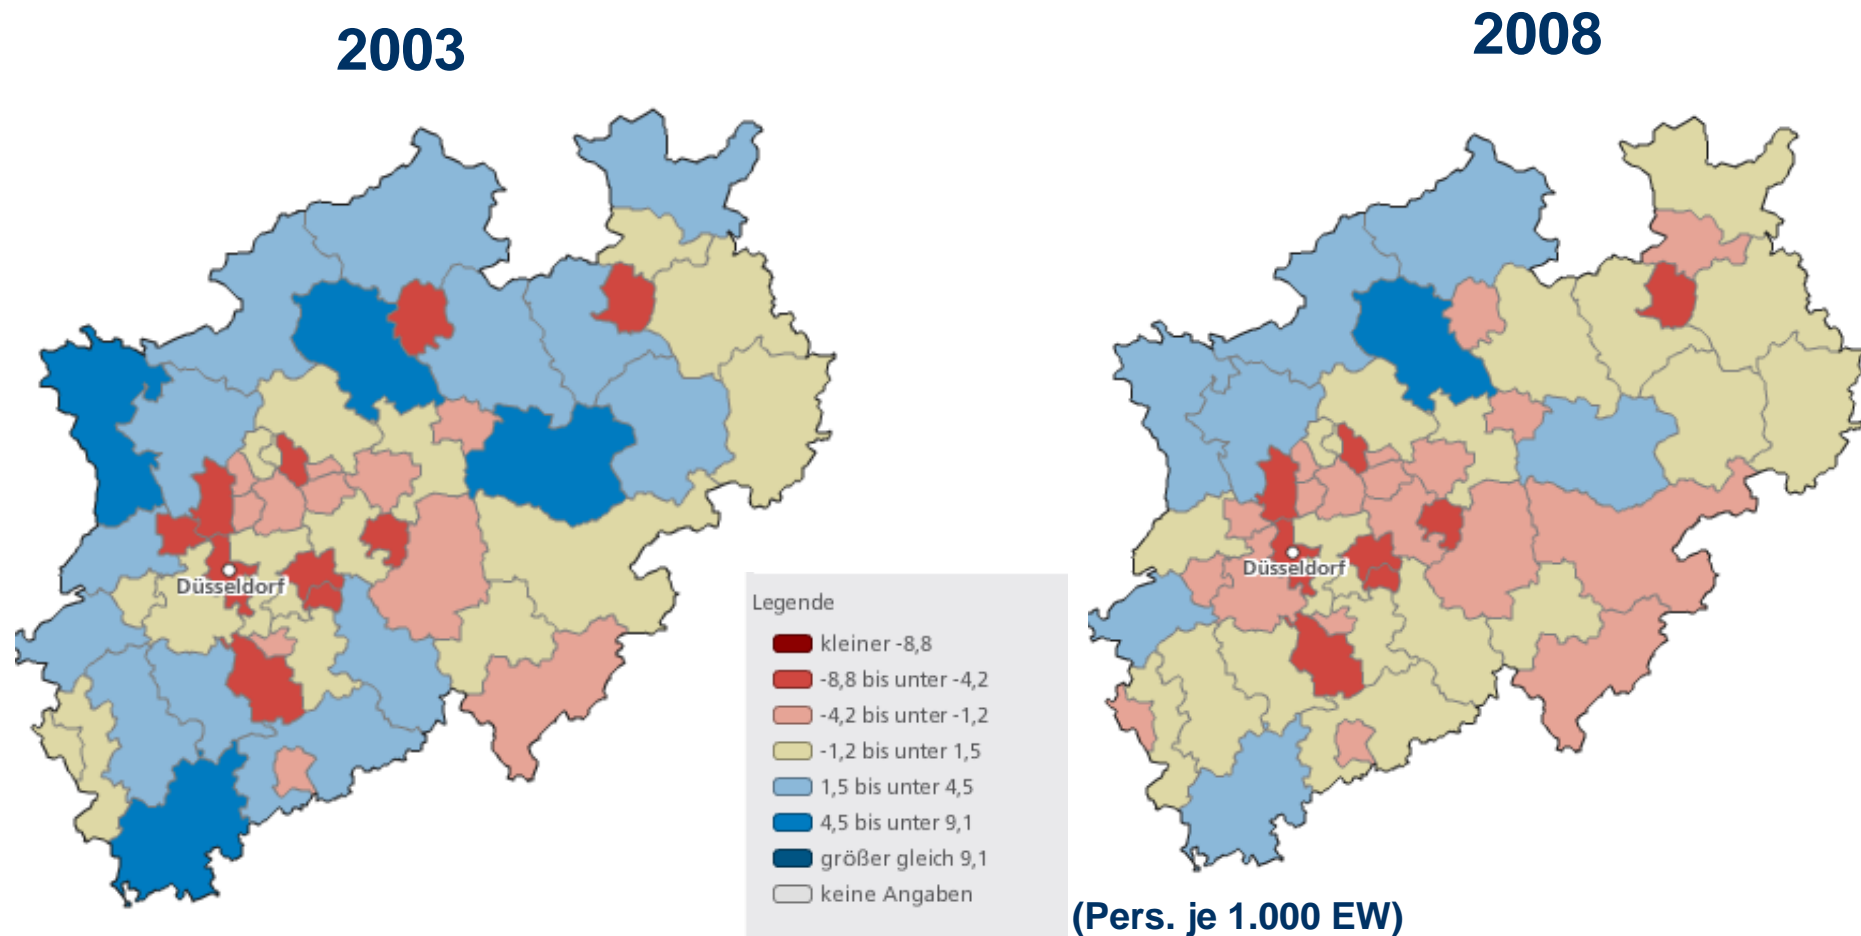 2003
2008
Düsseldorf
Düsseldorf
Legende
kleiner -8,8
-8,8 bis unter -4,2
-4,2 bis unter -1,2
-1,2 bis unter 1,5
1,5 bis unter 4,5
4,5 bis unter 9,1
größer gleich 9,1
keine Angaben
(Pers. je 1.000 EW)